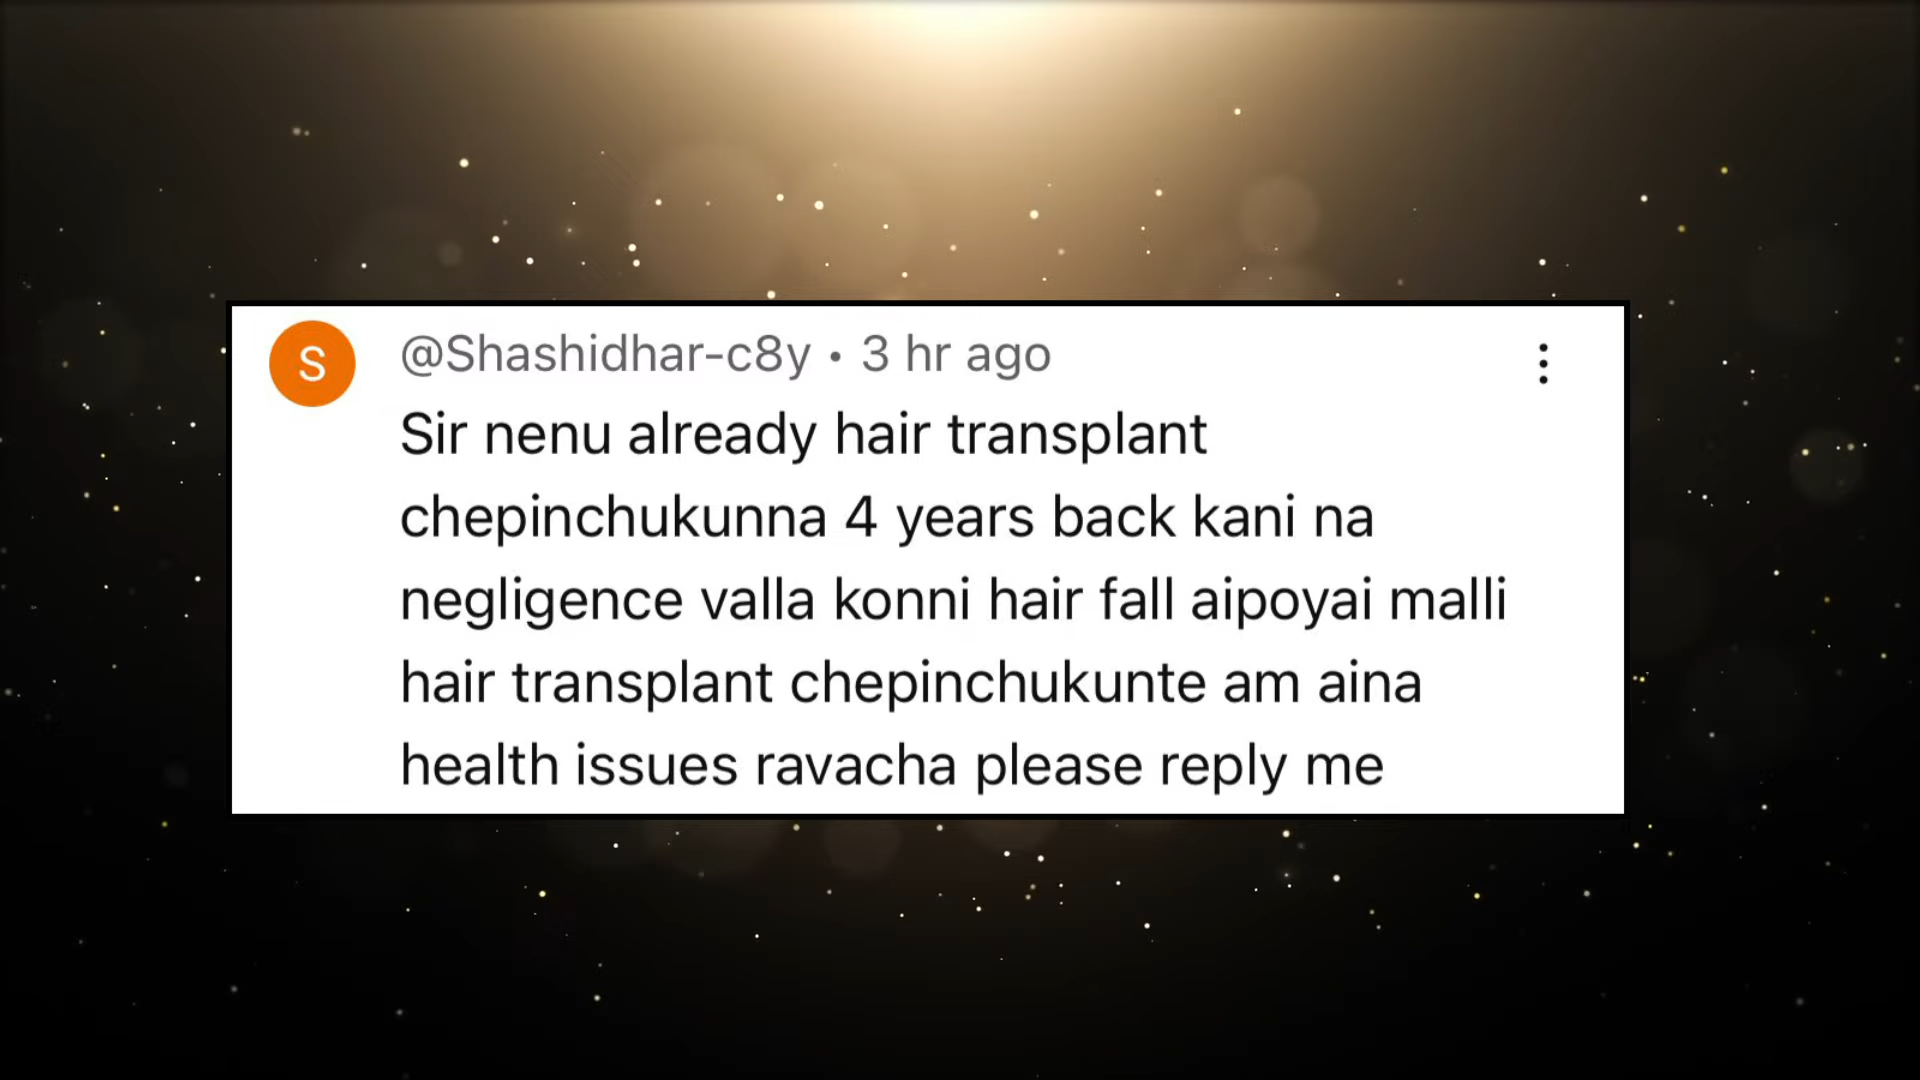 S
@Shashidhar-c8y • 3 hr ago
Sir nenu already hair transplant
chepinchukunna 4 years back kani na
negligence valla konni hair fall aipoyai malli
hair transplant chepinchukunte am aina
health issues ravacha please reply me